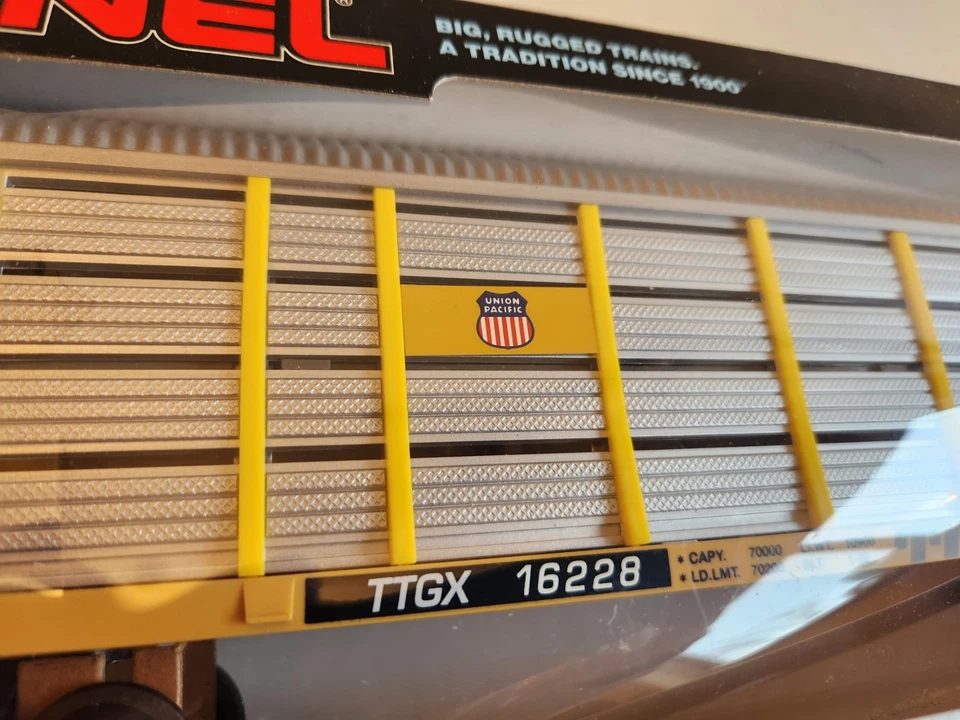 NEL®
BIG, RUGGED TRAINS.
A TRADITION SINCE 1900
UNION
PACIFIC
TTGX 16228
* CAPY. 70000
* LD.LMT.